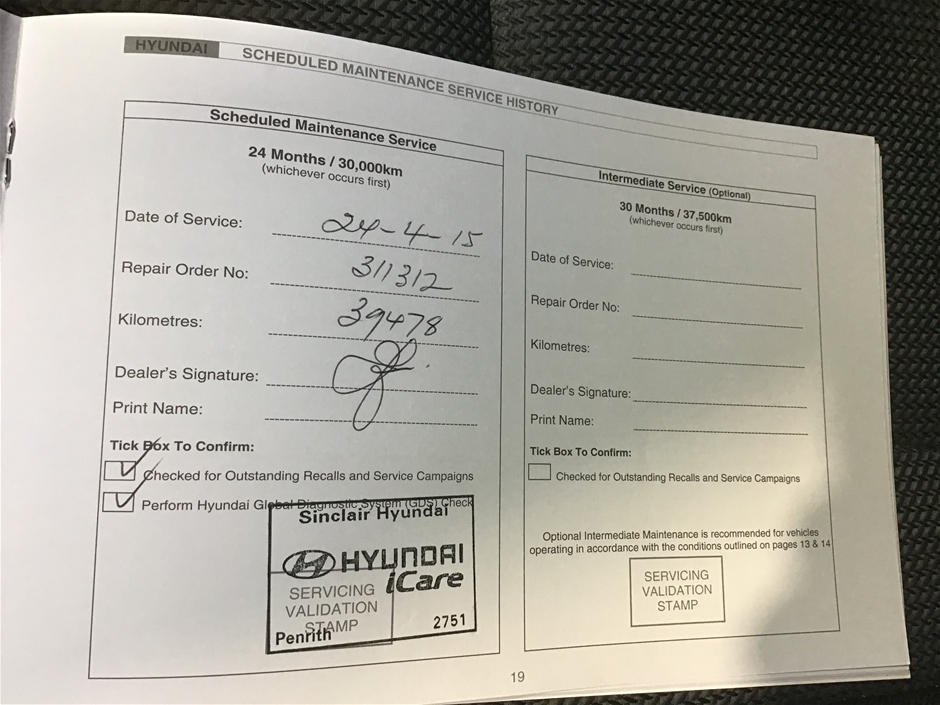 HYUNDAI
SCHEDULED MAINTENANCE SERVICE HISTORY
Scheduled Maintenance Service
24 Months / 30,000km
(whichever occurs first)
Date of Service: 24-4-15
Repair Order No: 311312
Kilometres: 39478
Dealer's Signature:
Print Name:
Tick Box To Confirm:
Checked for Outstanding Recalls and Service Campaigns
Perform Hyundai Global Diagnostic System (GDS) Check
Sinclair Hyundai
HYUNDAI
iCare
SERVICING
VALIDATION
STAMP
Penrith 2751
Intermediate Service (Optional)
30 Months / 37,500km
(whichever occurs first)
Date of Service:
Repair Order No:
Kilometres:
Dealer's Signature:
Print Name:
Tick Box To Confirm:
Checked for Outstanding Recalls and Service Campaigns
Optional Intermediate Maintenance is recommended for vehicles
operating in accordance with the conditions outlined on pages 13 & 14
SERVICING
VALIDATION
STAMP
19